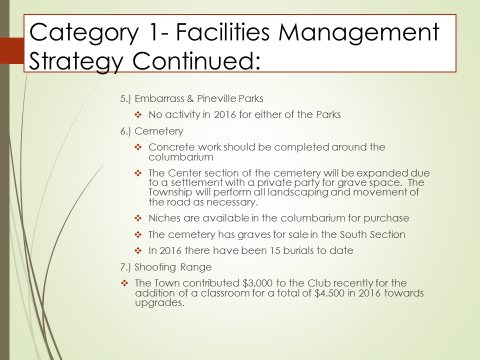 Category 1- Facilities Management
Strategy Continued:
5.) Embarrass & Pineville Parks
❖ No activity in 2016 for either of the Parks
6.) Cemetery
❖ Concrete work should be completed around the
columbarium
❖ The Center section of the cemetery will be expanded due
to a settlement with a private party for grave space. The
Township will perform all landscaping and movement of
the road as necessary.
❖ Niches are available in the columbarium for purchase
❖ The cemetery has graves for sale in the South Section
❖ In 2016 there have been 15 burials to date
7.) Shooting Range
❖ The Town contributed $3,000 to the Club recently for the
addition of a classroom for a total of $4,500 in 2016 towards
upgrades.